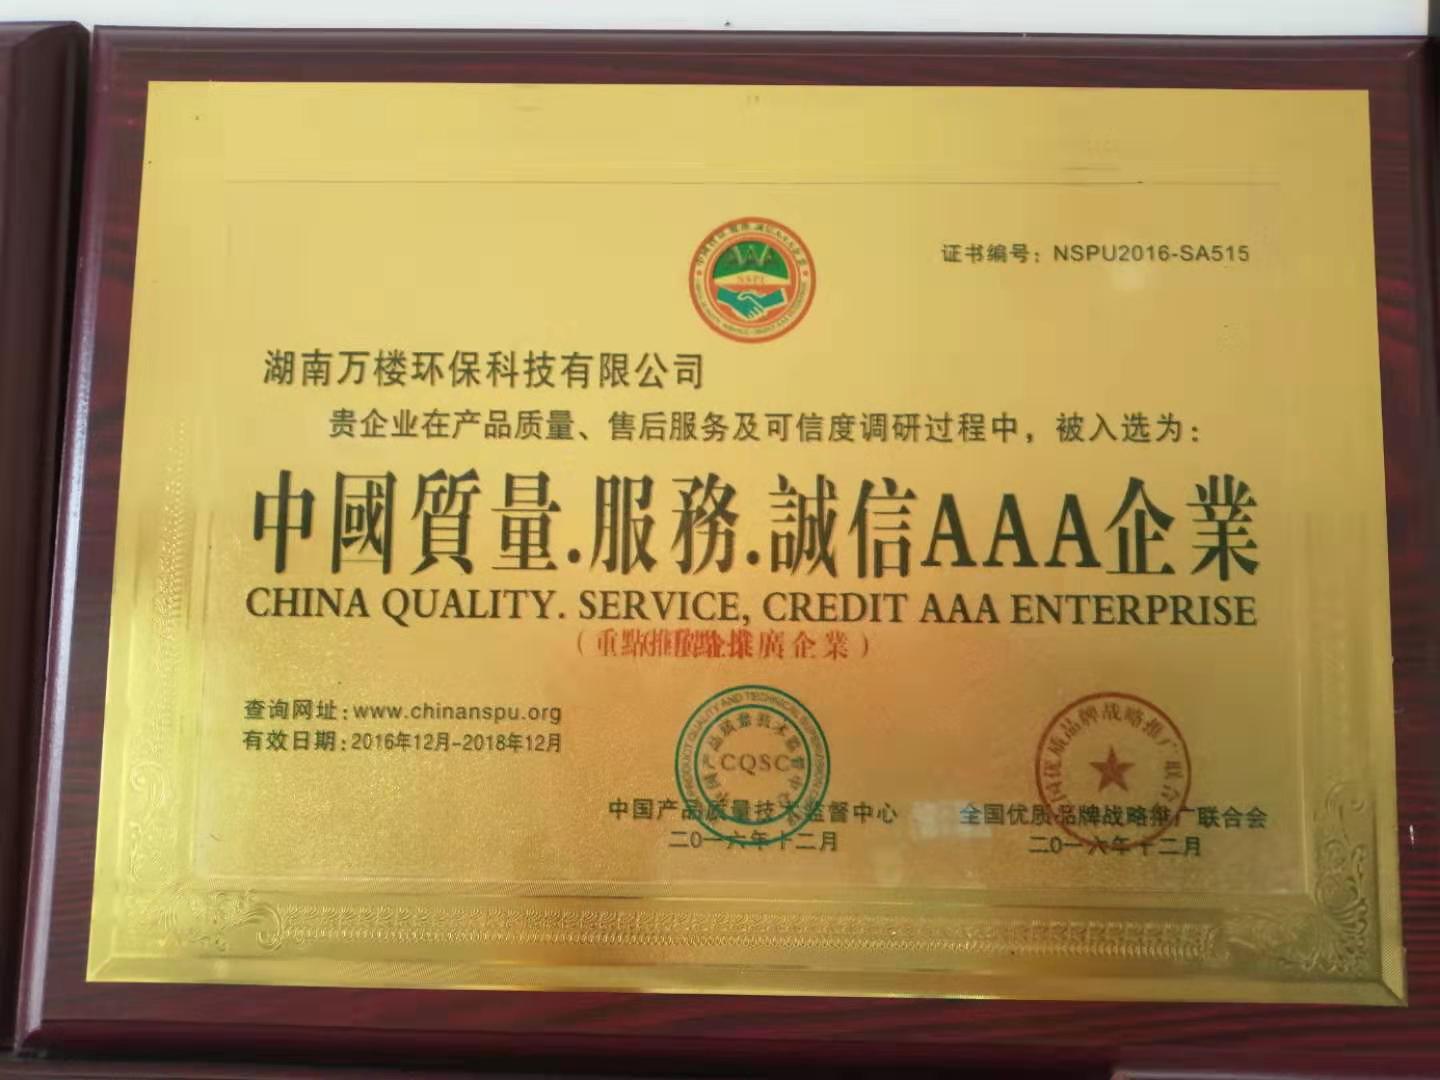 NSPU
证书编号：NSPU2016-SA515
湖南万楼环保科技有限公司
贵企业在产品质量、售后服务及可信度调研过程中，被入选为：
中國質量.服務.誠信AAA企業
CHINA QUALITY. SERVICE, CREDIT AAA ENTERPRISE
查询网址：www.chinanspu.org
有效日期：2016年12月-2018年12月
CQSC
中国产品质量技术监督中心
二0一六年十二月
全国优质品牌战略推广联合会
二0一六年十二月